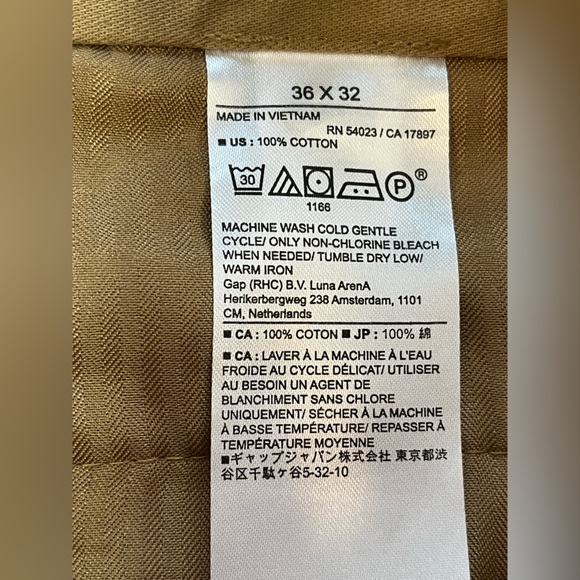 36 X 32
MADE IN VIETNAM
RN 54023 / CA 17897
■ US : 100% COTTON
30 P ®
1166
MACHINE WASH COLD GENTLE
CYCLE/ ONLY NON-CHLORINE BLEACH
WHEN NEEDED/ TUMBLE DRY LOW/
WARM IRON
Gap (RHC) B.V. Luna ArenA
Herikerbergweg 238 Amsterdam, 1101
CM, Netherlands
■ CA : 100% COTON ■ JP : 100% 綿
■ CA : LAVER À LA MACHINE À L'EAU
FROIDE AU CYCLE DÉLICAT/ UTILISER
AU BESOIN UN AGENT DE
BLANCHIMENT SANS CHLORE
UNIQUEMENT/ SÉCHER À LA MACHINE
À BASSE TEMPÉRATURE/ REPASSER À
TEMPÉRATURE MOYENNE
■ギャップジャパン株式会社 東京都渋
谷区千駄ヶ谷5-32-10